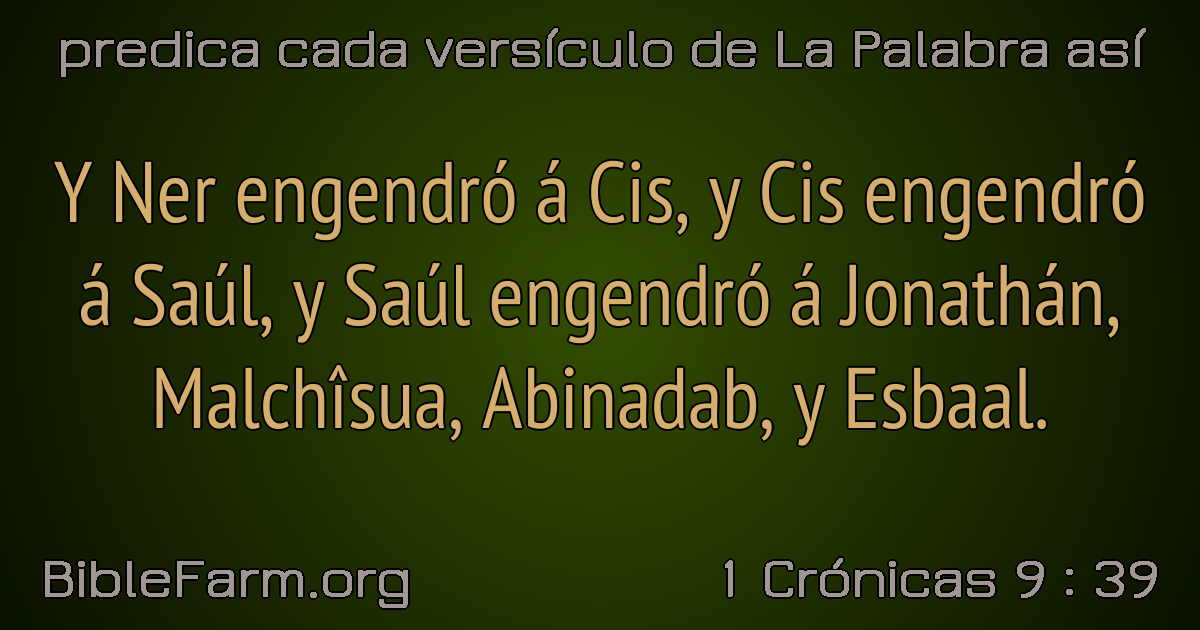 predica cada versículo de La Palabra así
Y Ner engendró á Cis, y Cis engendró
á Saúl, y Saúl engendró á Jonathán,
Malchîsua, Abinadab, y Esbaal.
BibleFarm.org
1 Crónicas 9 : 39